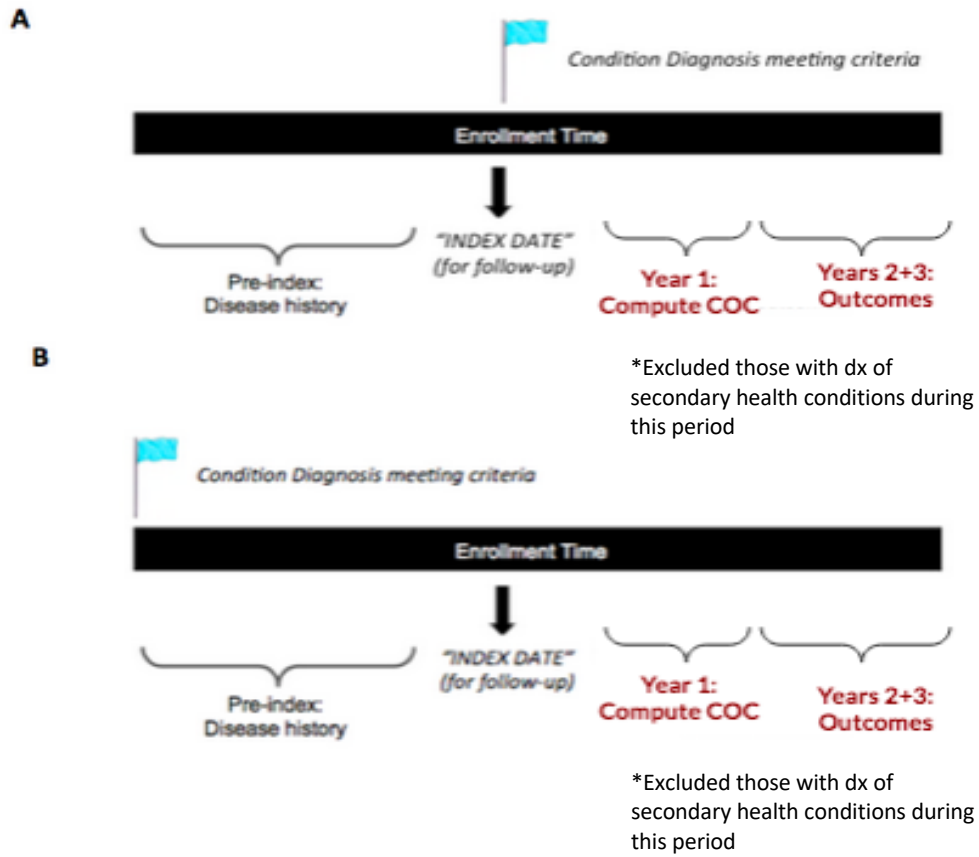 A
Condition Diagnosis meeting criteria
Enrollment Time
"INDEX DATE"
(for follow-up)
Pre-index:
Disease history
Year 1:
Compute COC
Years 2+3:
Outcomes
*Excluded those with dx of
secondary health conditions during
this period
B
Condition Diagnosis meeting criteria
Enrollment Time
"INDEX DATE"
(for follow-up)
Pre-index:
Disease history
Year 1:
Compute COC
Years 2+3:
Outcomes
*Excluded those with dx of
secondary health conditions during
this period